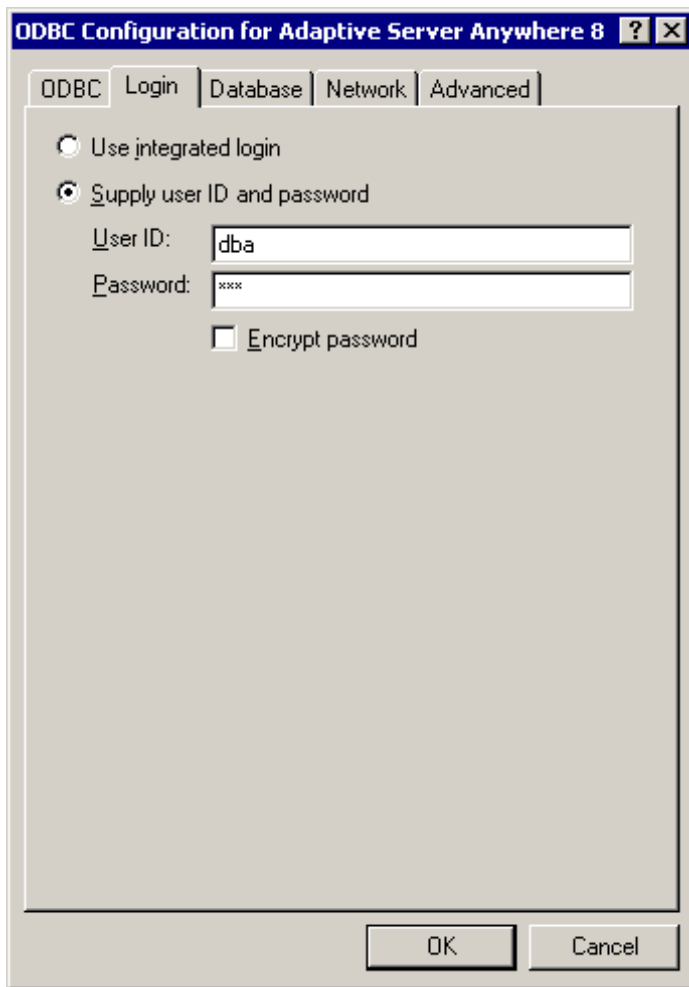 ODBC Configuration for Adaptive Server Anywhere 8 ? X
ODBC Login Database Network Advanced
Use integrated login
Supply user ID and password
User ID: dba
Password: ***
Encrypt password
OK Cancel